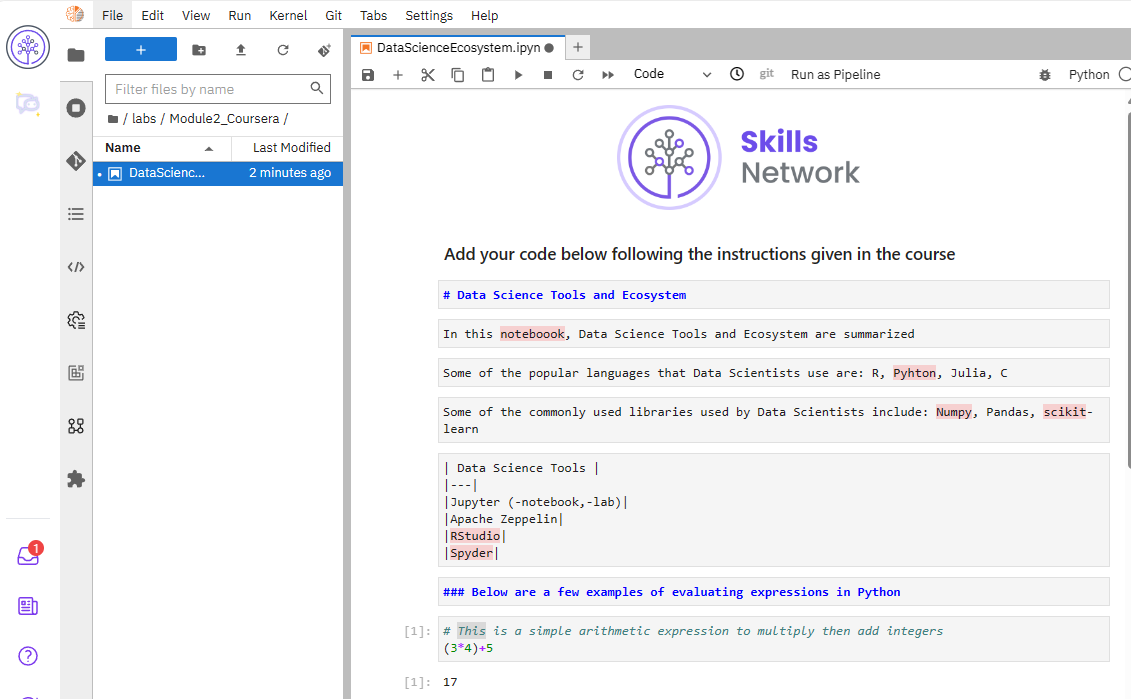 File Edit View Run Kernel Git Tabs Settings Help
+
Filter files by name
/ labs / Module2_Coursera /
Name Last Modified
DataScienc... 2 minutes ago
1
DataScienceEcosystem.ipyn
+
+ Code git Run as Pipeline Python
Skills
Network
Add your code below following the instructions given in the course
# Data Science Tools and Ecosystem
In this noteboook, Data Science Tools and Ecosystem are summarized
Some of the popular languages that Data Scientists use are: R, Pyhton, Julia, C
Some of the commonly used libraries used by Data Scientists include: Numpy, Pandas, scikit-
learn
| Data Science Tools |
|---|
|Jupyter (-notebook,-lab)|
|Apache Zeppelin|
|RStudio|
|Spyder|
### Below are a few examples of evaluating expressions in Python
[1]: # This is a simple arithmetic expression to multiply then add integers
(3*4)+5
[1]: 17